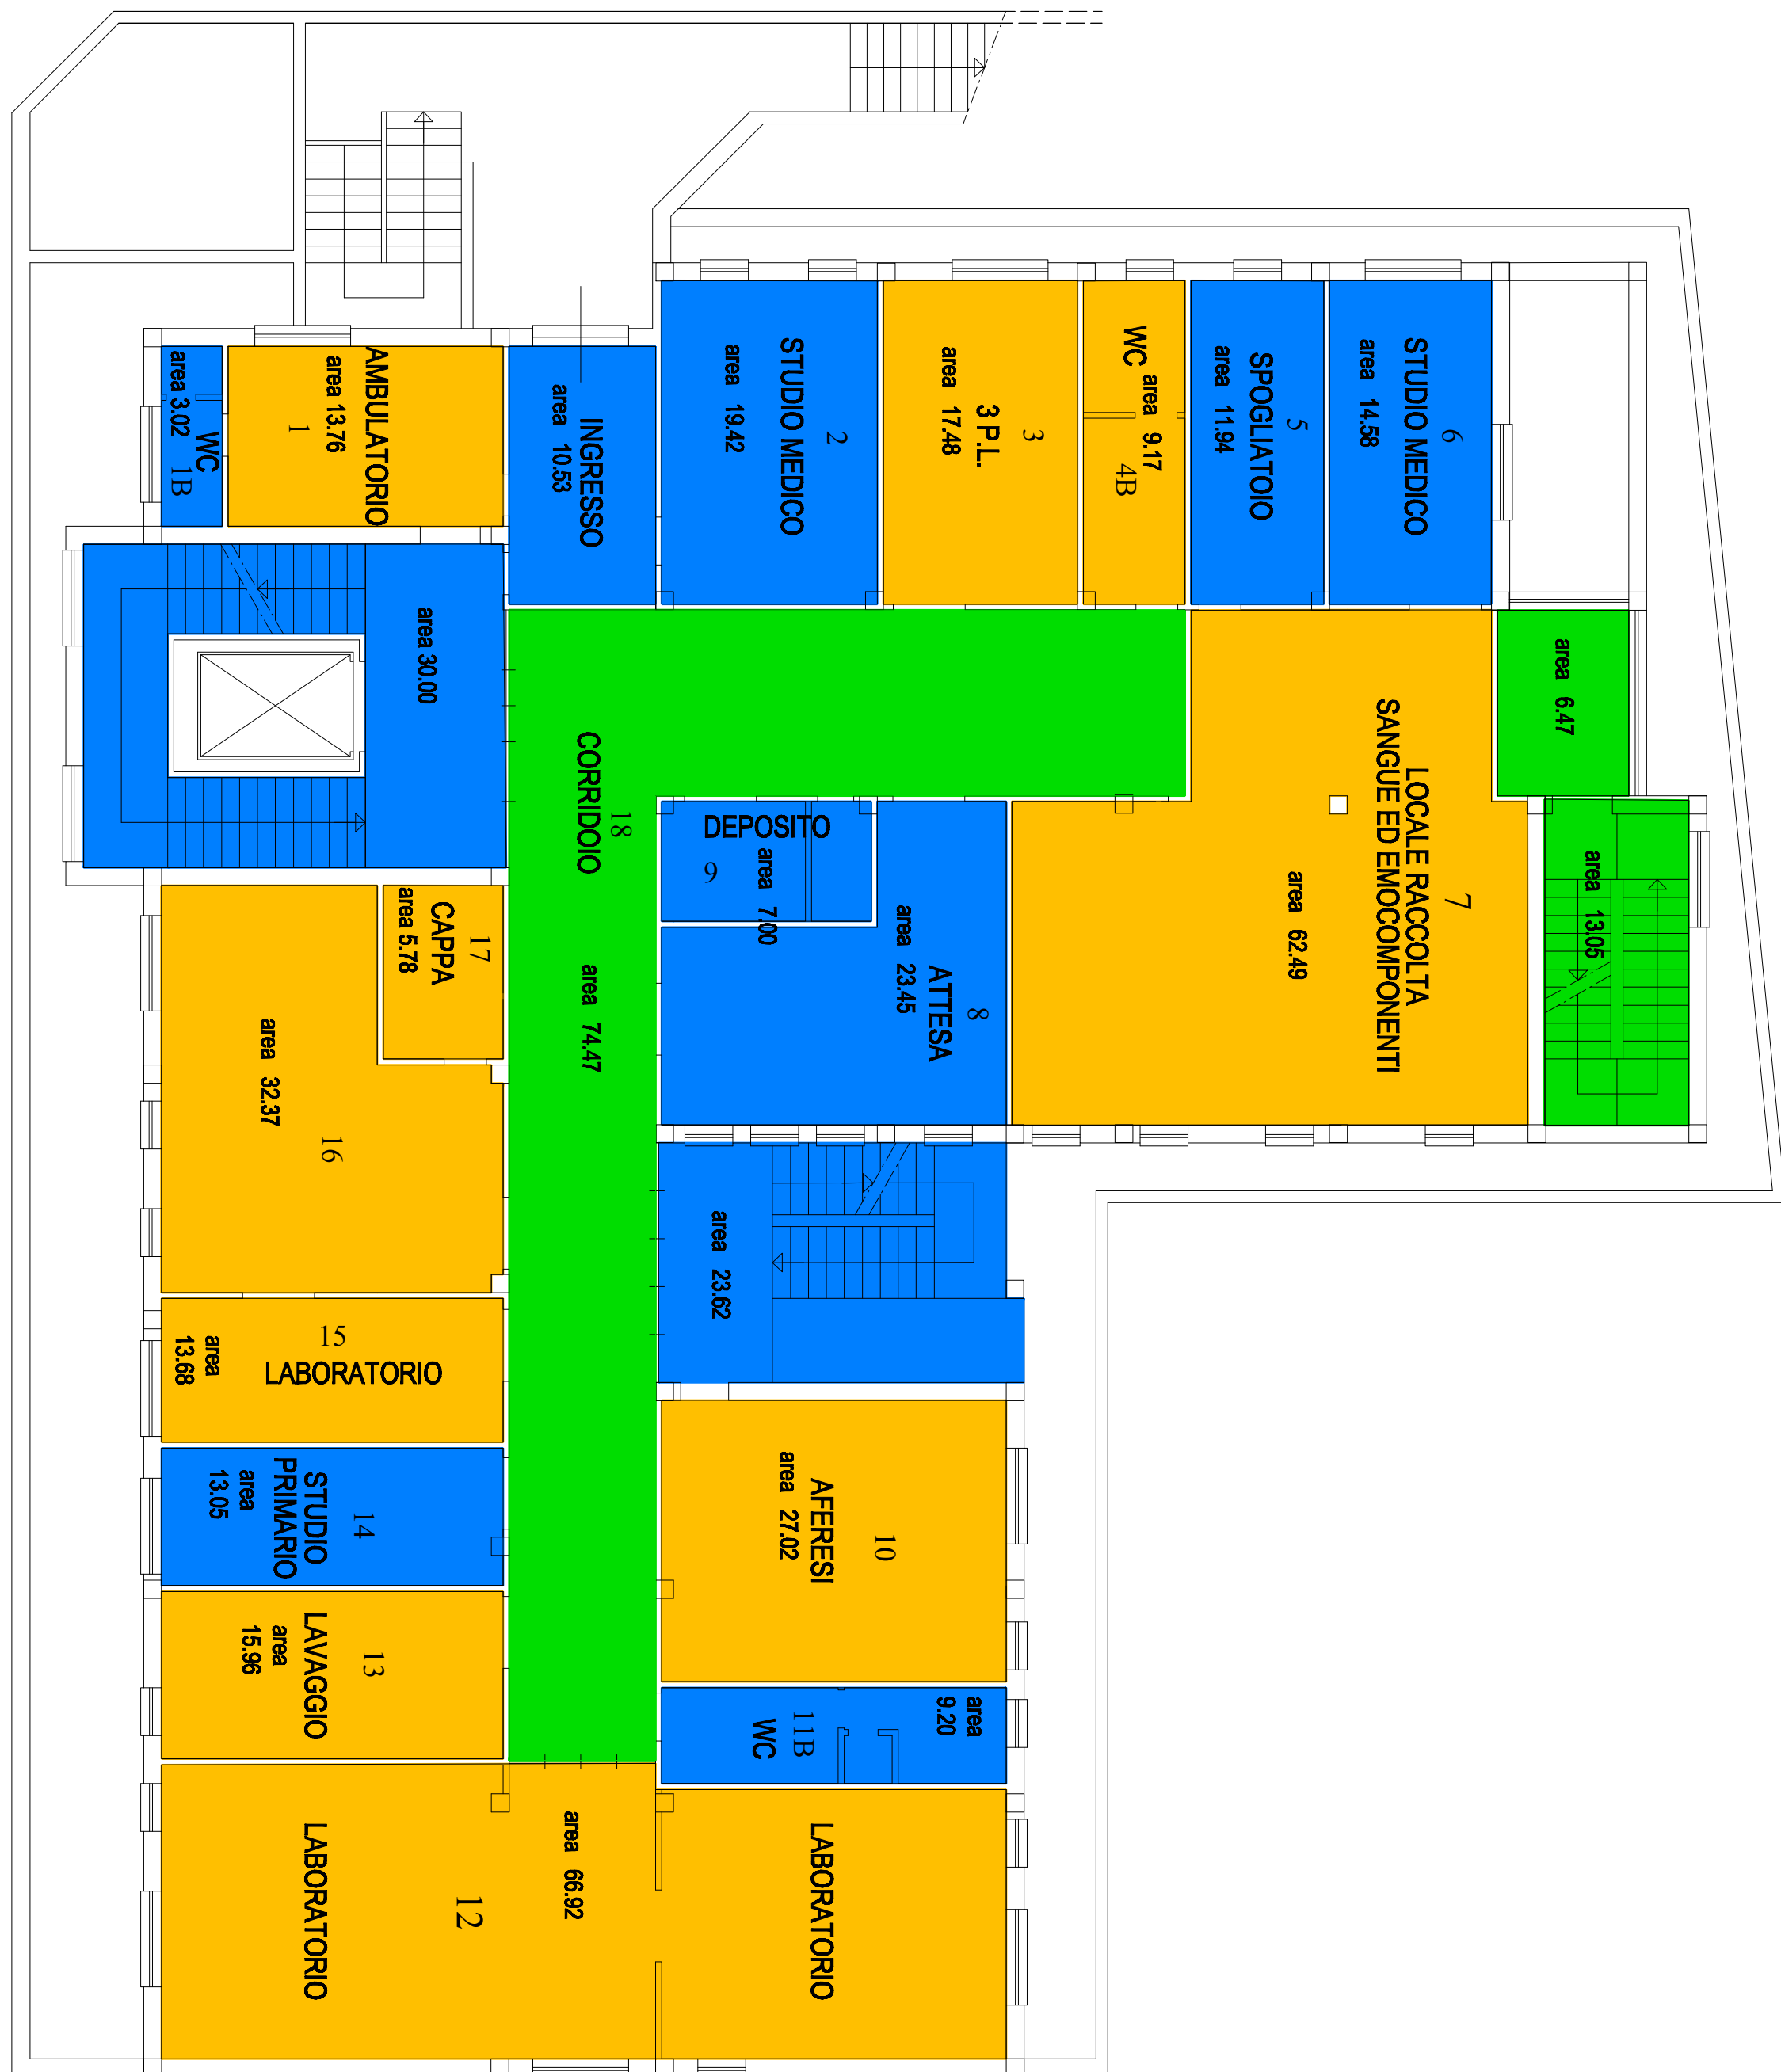 AMBULATORIO
area 13.76
1
WC
area 3.02
1B
INGRESSO
area 10.53
STUDIO MEDICO
area 19.42
2
3 P.L.
area 17.48
3
WC
area 9.17
4B
SPOGLIATOIO
area 11.94
5
STUDIO MEDICO
area 14.58
6
area 30.00
area 6.47
LOCALE RACCOLTA
SANGUE ED EMOCOMPONENTI
area 62.49
7
area 13.05
CORRIDOIO
18
area 74.47
DEPOSITO
area 7.00
9
ATTESA
area 23.45
8
CAPPA
area 5.78
17
area 32.37
16
area 23.62
15
LABORATORIO
area
13.68
STUDIO
PRIMARIO
area
13.05
14
AFERESI
area 27.02
10
LAVAGGIO
area
15.96
13
WC
11B
area
9.20
LABORATORIO
12
area 66.92
LABORATORIO